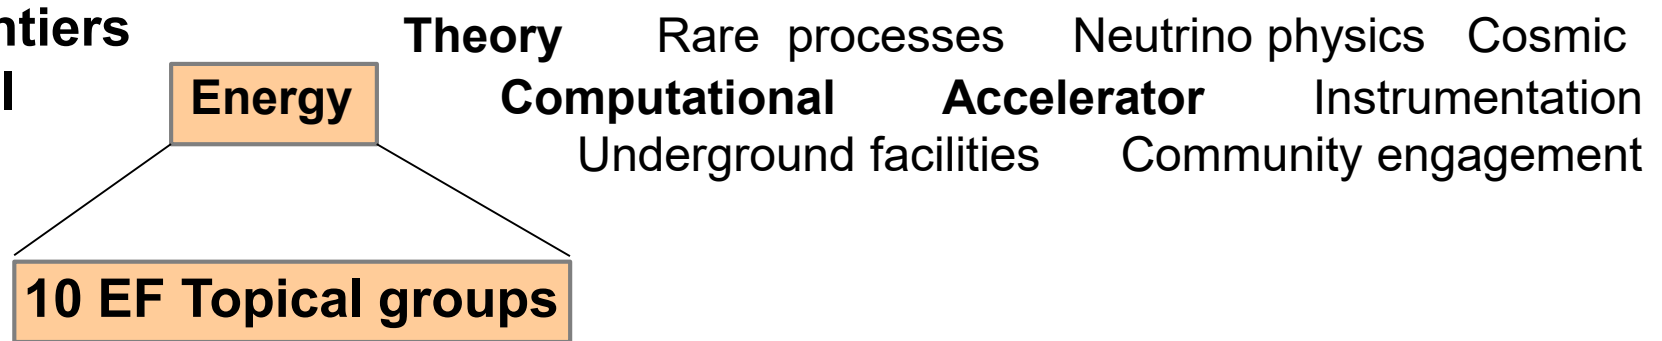 ntiers Theory Rare processes Neutrino physics Cosmic
l Energy Computational Accelerator Instrumentation
Underground facilities Community engagement
10 EF Topical groups